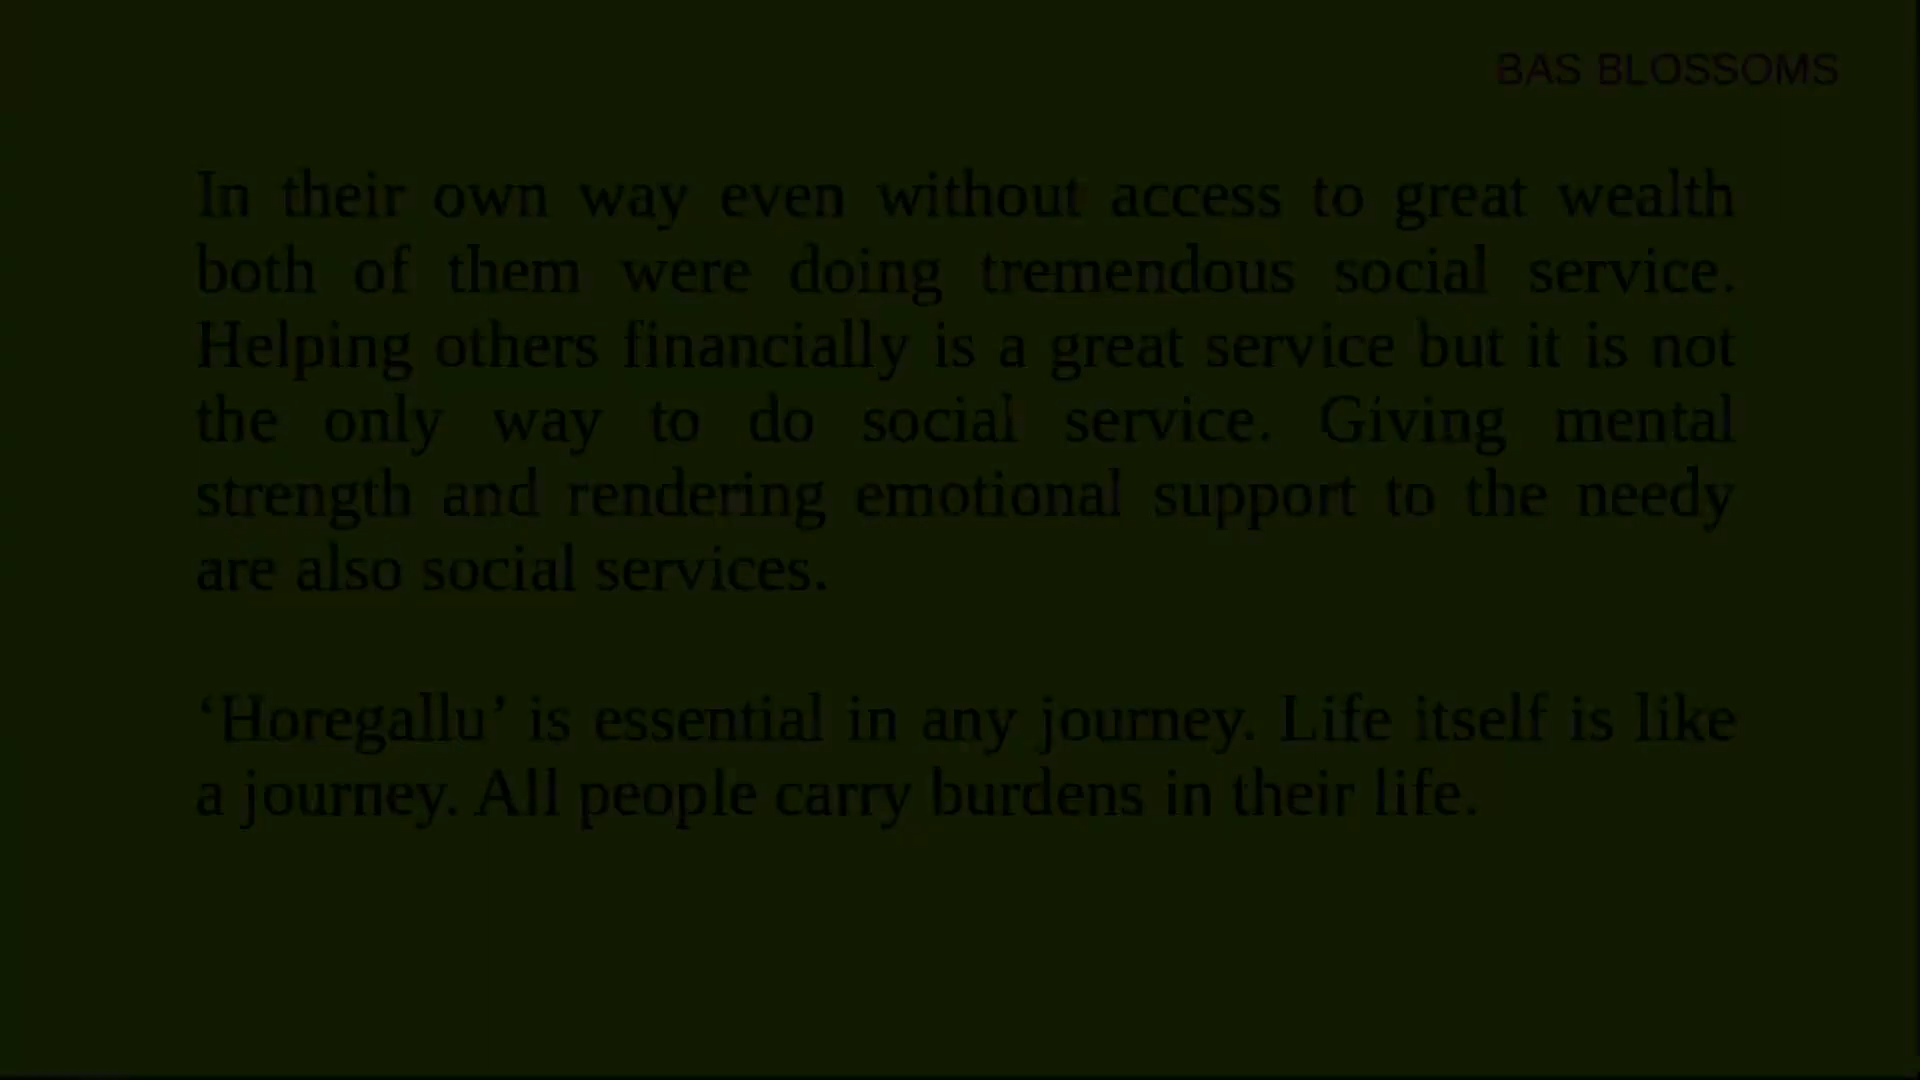 BAS BLOSSOMS
In their own way even without access to great wealth
both of them were doing tremendous social service.
Helping others financially is a great service but it is not
the only way to do social service. Giving mental
strength and rendering emotional support to the needy
are also social services.
‘Horegallu’ is essential in any journey. Life itself is like
a journey. All people carry burdens in their life.